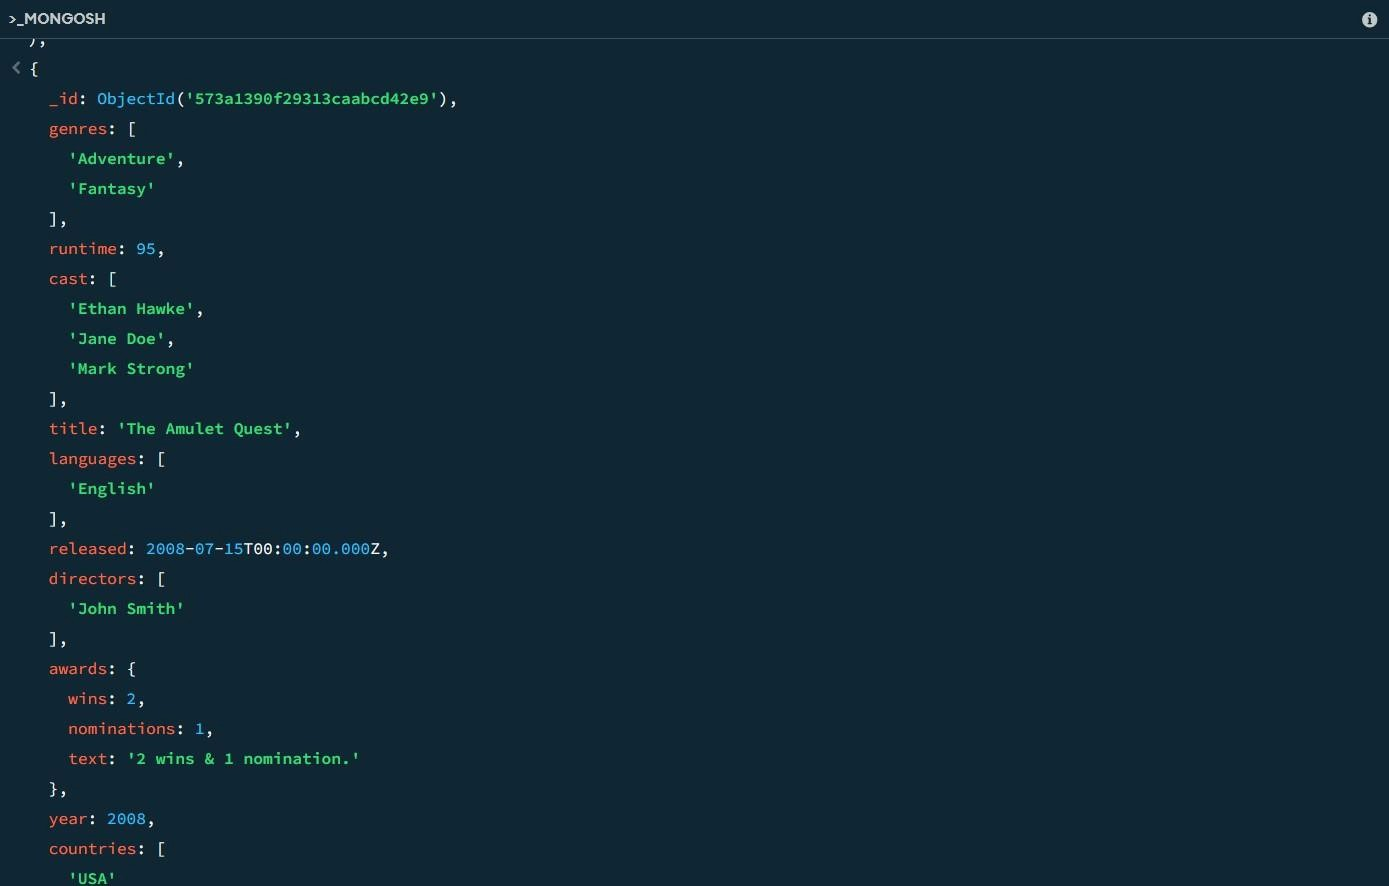 >_MONGOSH
),
{
_id: ObjectId('573a1390f29313caabcd42e9'),
genres: [
'Adventure',
'Fantasy'
],
runtime: 95,
cast: [
'Ethan Hawke',
'Jane Doe',
'Mark Strong'
],
title: 'The Amulet Quest',
languages: [
'English'
],
released: 2008-07-15T00:00:00.000Z,
directors: [
'John Smith'
],
awards: {
wins: 2,
nominations: 1,
text: '2 wins & 1 nomination.'
},
year: 2008,
countries: [
'USA'